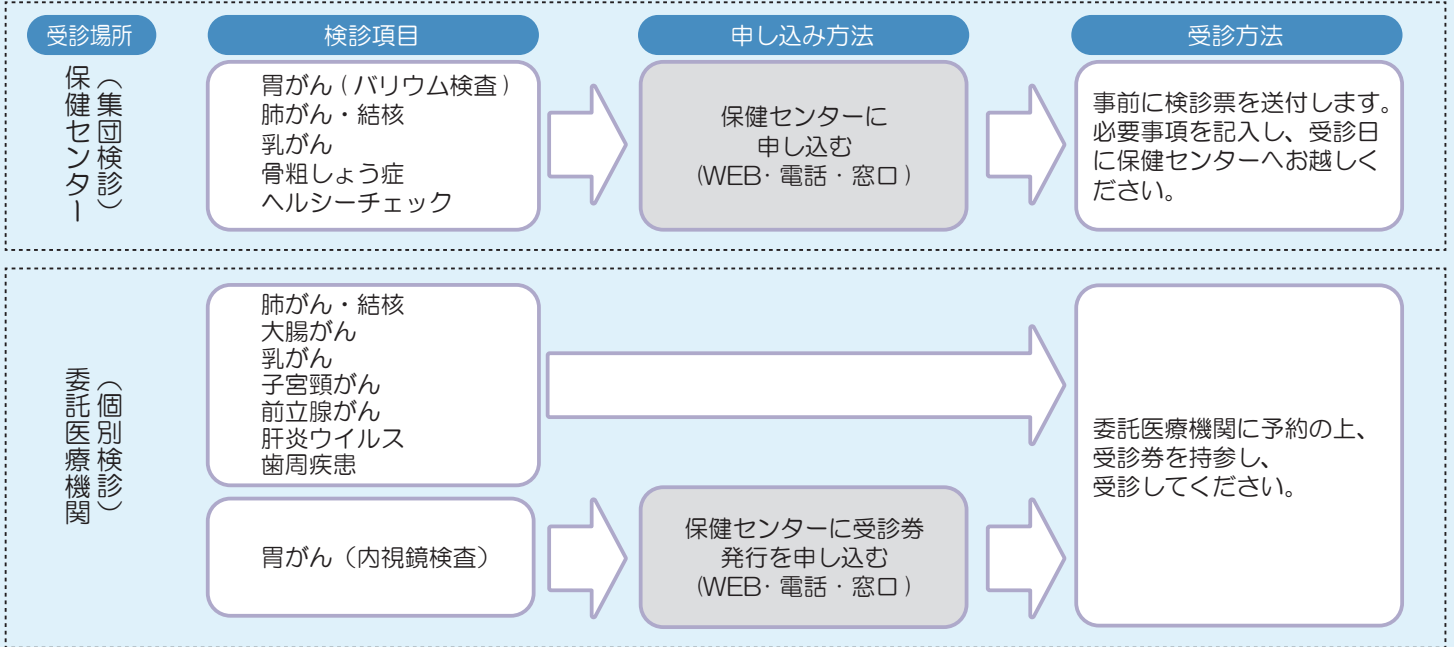 受診場所
検診項目
申し込み方法
受診方法
保健センター
（集団検診）
胃がん ( バリウム検査 )
肺がん・結核
乳がん
骨粗しょう症
ヘルシーチェック
保健センターに
申し込む
(WEB・電話・窓口 )
事前に検診票を送付します。
必要事項を記入し、受診日
に保健センターへお越しく
ださい。
委託医療機関
（個別検診）
肺がん・結核
大腸がん
乳がん
子宮頸がん
前立腺がん
肝炎ウイルス
歯周疾患
胃がん（内視鏡検査）
保健センターに受診券
発行を申し込む
(WEB・電話・窓口 )
委託医療機関に予約の上、
受診券を持参し、
受診してください。